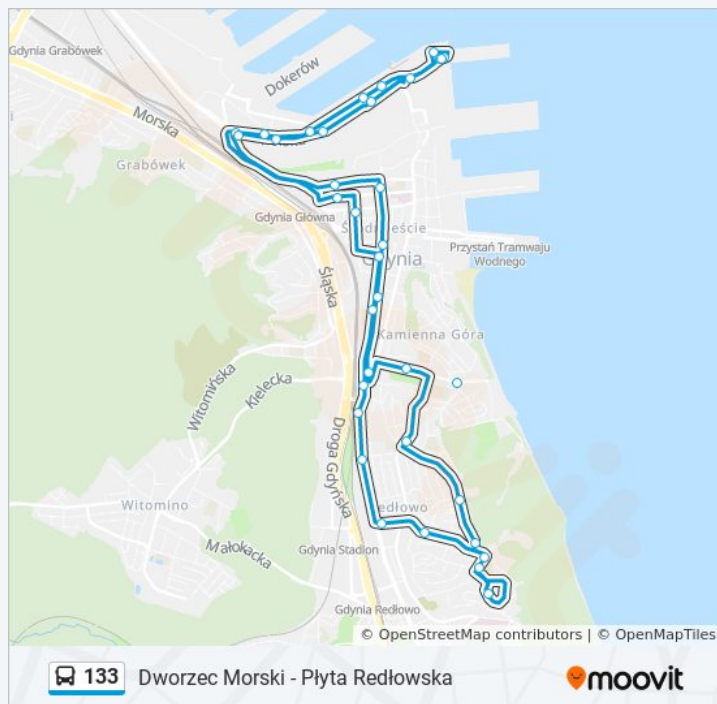 Gdynia Grabówek
Dokerów
Morska
Grabówek
Gdynia Główna
Śródmieście
Gdynia
Przystań Tramwaju
Wodnego
Śląska
Kamienna Góra
Witomińska
Kielecka
Droga Gdyńska
Witomino
Redłowo
Małokacka
Gdynia Stadion
Gdynia Redłowo
© OpenStreetMap contributors | © OpenMapTiles
133 Dworzec Morski - Płyta Redłowska
moovit